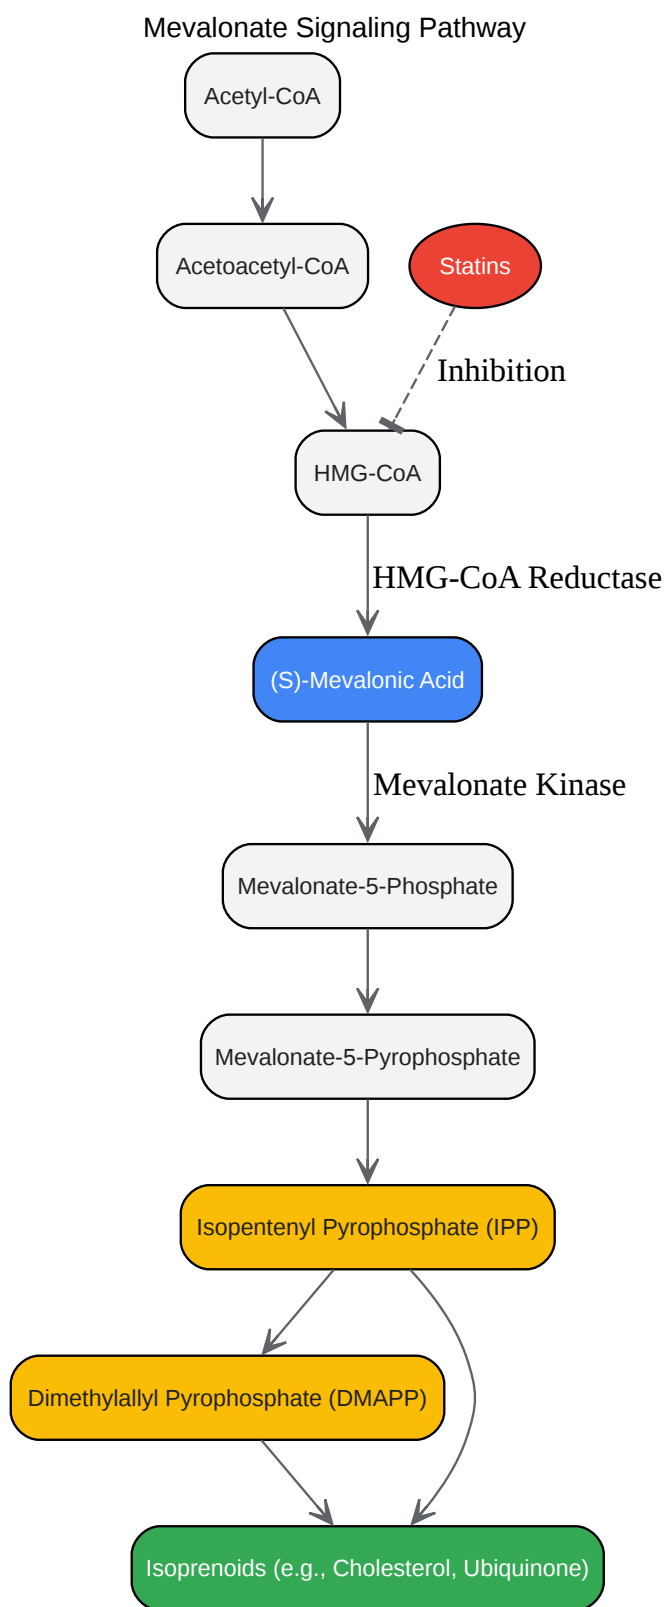 Mevalonate Signaling Pathway
Acetyl-CoA
Acetoacetyl-CoA
Statins
Inhibition
HMG-CoA
HMG-CoA Reductase
(S)-Mevalonic Acid
Mevalonate Kinase
Mevalonate-5-Phosphate
Mevalonate-5-Pyrophosphate
Isopentenyl Pyrophosphate (IPP)
Dimethylallyl Pyrophosphate (DMAPP)
Isoprenoids (e.g., Cholesterol, Ubiquinone)